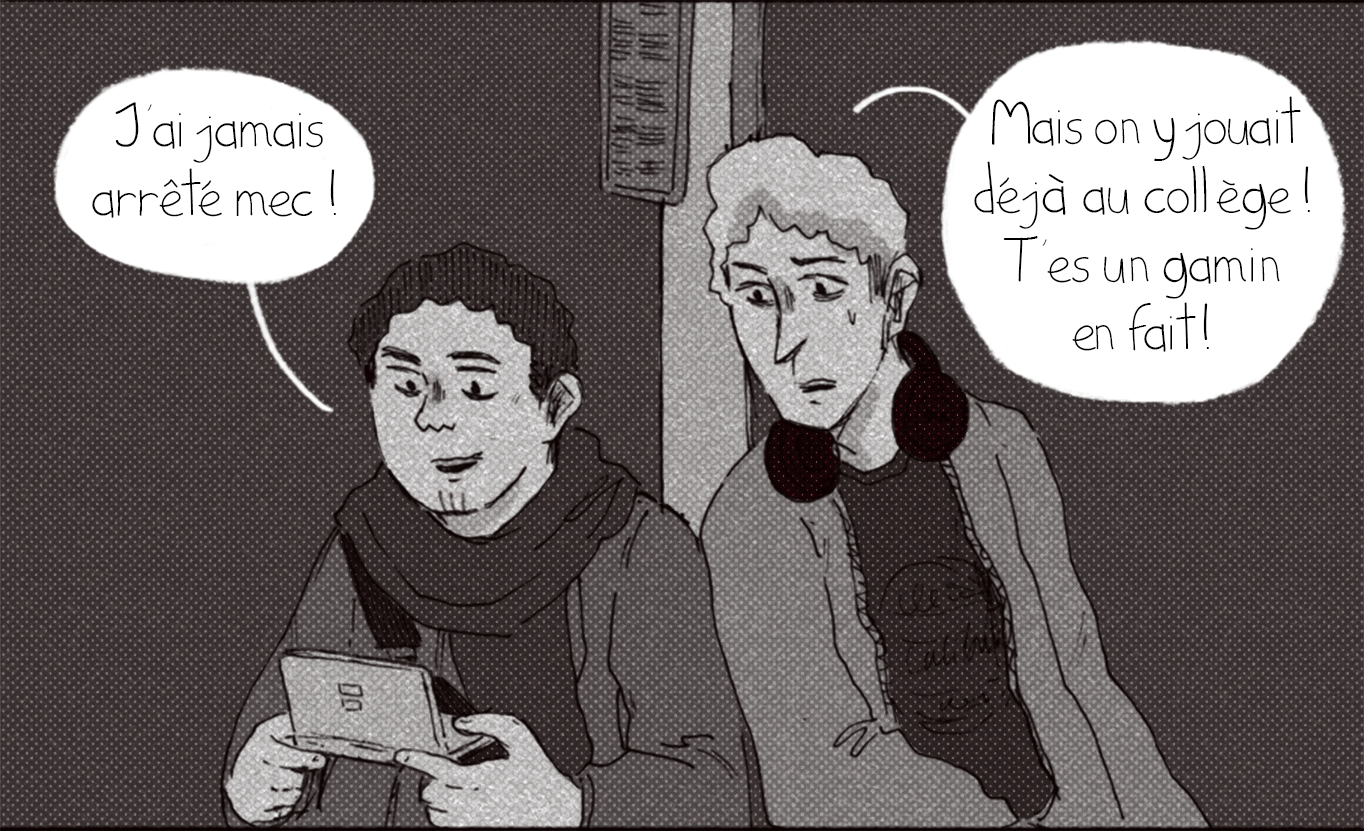 J'ai jamais
arrêté mec !
Mais on y jouait
déjà au collège !
T'es un gamin
en fait !